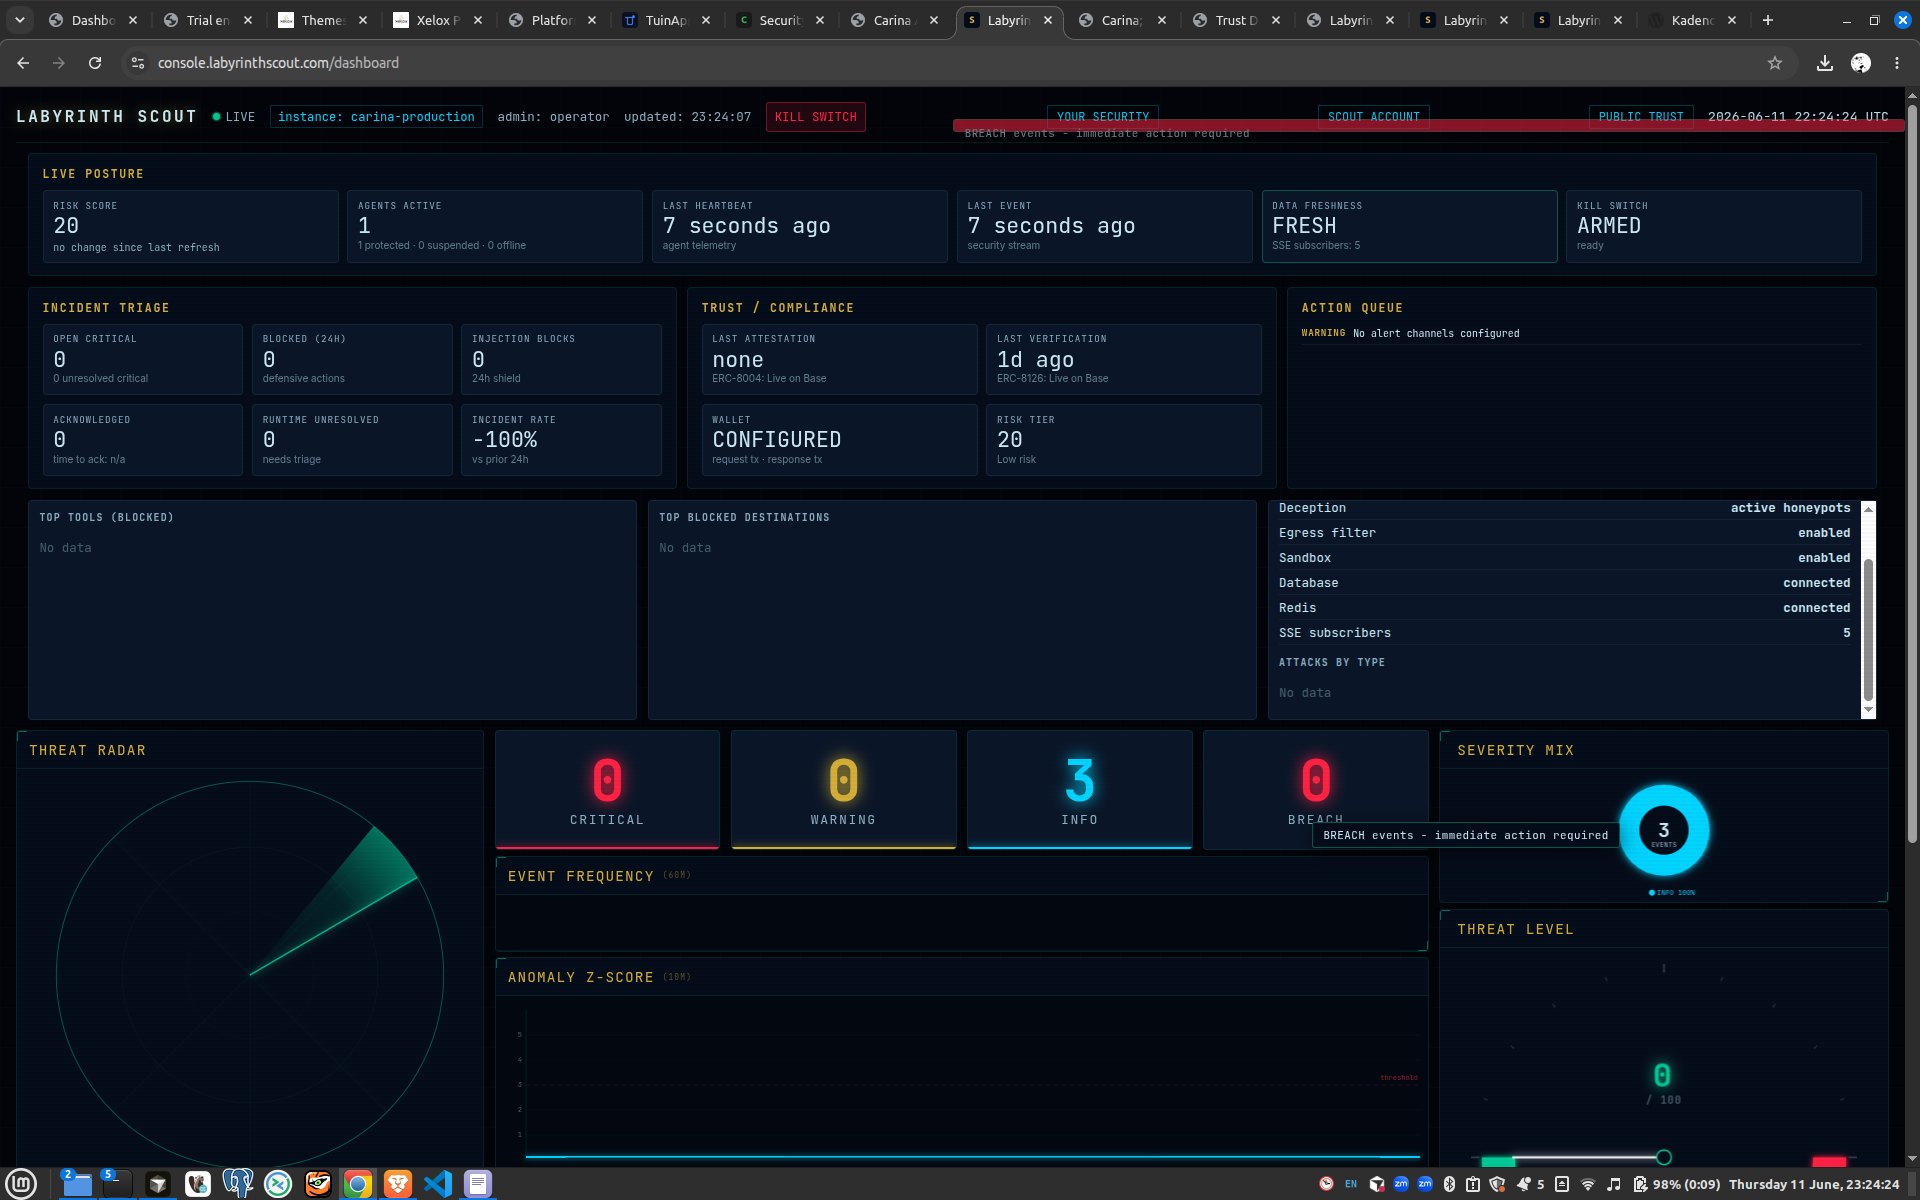 Dashbo
Trial en
Themes
Xelox P
Platfor
TuinAp
Securit
Carina A
Labyrin
Carina;
Trust D
Labyrin
Labyrin
Labyrin
Kadenc
console.labyrinthscout.com/dashboard
LABYRINTH SCOUT
LIVE
instance: carina-production
admin: operator
updated: 23:24:07
KILL SWITCH
YOUR SECURITY
SCOUT ACCOUNT
PUBLIC TRUST
2026-06-11 22:24:24 UTC
BREACH events - immediate action required
LIVE POSTURE
RISK SCORE
20
no change since last refresh
AGENTS ACTIVE
1
1 protected · 0 suspended · 0 offline
LAST HEARTBEAT
7 seconds ago
agent telemetry
LAST EVENT
7 seconds ago
security stream
DATA FRESHNESS
FRESH
SSE subscribers: 5
KILL SWITCH
ARMED
ready
INCIDENT TRIAGE
OPEN CRITICAL
0
0 unresolved critical
BLOCKED (24H)
0
defensive actions
INJECTION BLOCKS
0
24h shield
ACKNOWLEDGED
0
time to ack: n/a
RUNTIME UNRESOLVED
0
needs triage
INCIDENT RATE
-100%
vs prior 24h
TRUST / COMPLIANCE
LAST ATTESTATION
none
ERC-8004: Live on Base
LAST VERIFICATION
1d ago
ERC-8126: Live on Base
WALLET
CONFIGURED
request tx · response tx
RISK TIER
20
Low risk
ACTION QUEUE
WARNING No alert channels configured
TOP TOOLS (BLOCKED)
No data
TOP BLOCKED DESTINATIONS
No data
Deception active honeypots
Egress filter enabled
Sandbox enabled
Database connected
Redis connected
SSE subscribers 5
ATTACKS BY TYPE
No data
THREAT RADAR
0
CRITICAL
0
WARNING
3
INFO
0
BREACH
BREACH events - immediate action required
SEVERITY MIX
3
EVENTS
INFO 100%
EVENT FREQUENCY (60M)
ANOMALY Z-SCORE (10M)
5
4
3
2
1
threshold
THREAT LEVEL
0
/ 100
2
5
EN
zm
zm
5
98% (0:09)
Thursday 11 June, 23:24:24